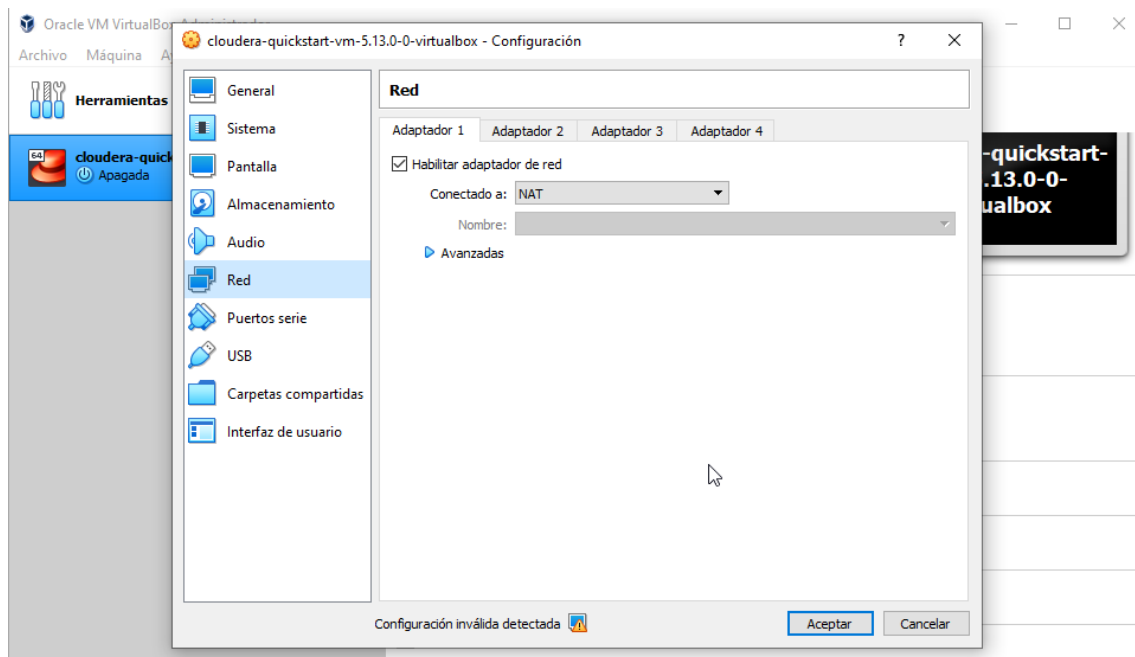 Oracle VM VirtualBox
cloudera-quickstart-vm-5.13.0-0-virtualbox - Configuración
?
Archivo Máquina
Herramientas
64
cloudera-quick
Apagada
General
Sistema
Pantalla
Almacenamiento
Audio
Red
Puertos serie
USB
Carpetas compartidas
Interfaz de usuario
Red
Adaptador 1 Adaptador 2 Adaptador 3 Adaptador 4
Habilitar adaptador de red
Conectado a: NAT
Nombre:
Avanzadas
Configuración inválida detectada
Aceptar Cancelar
-quickstart-
.13.0-0-
ualbox